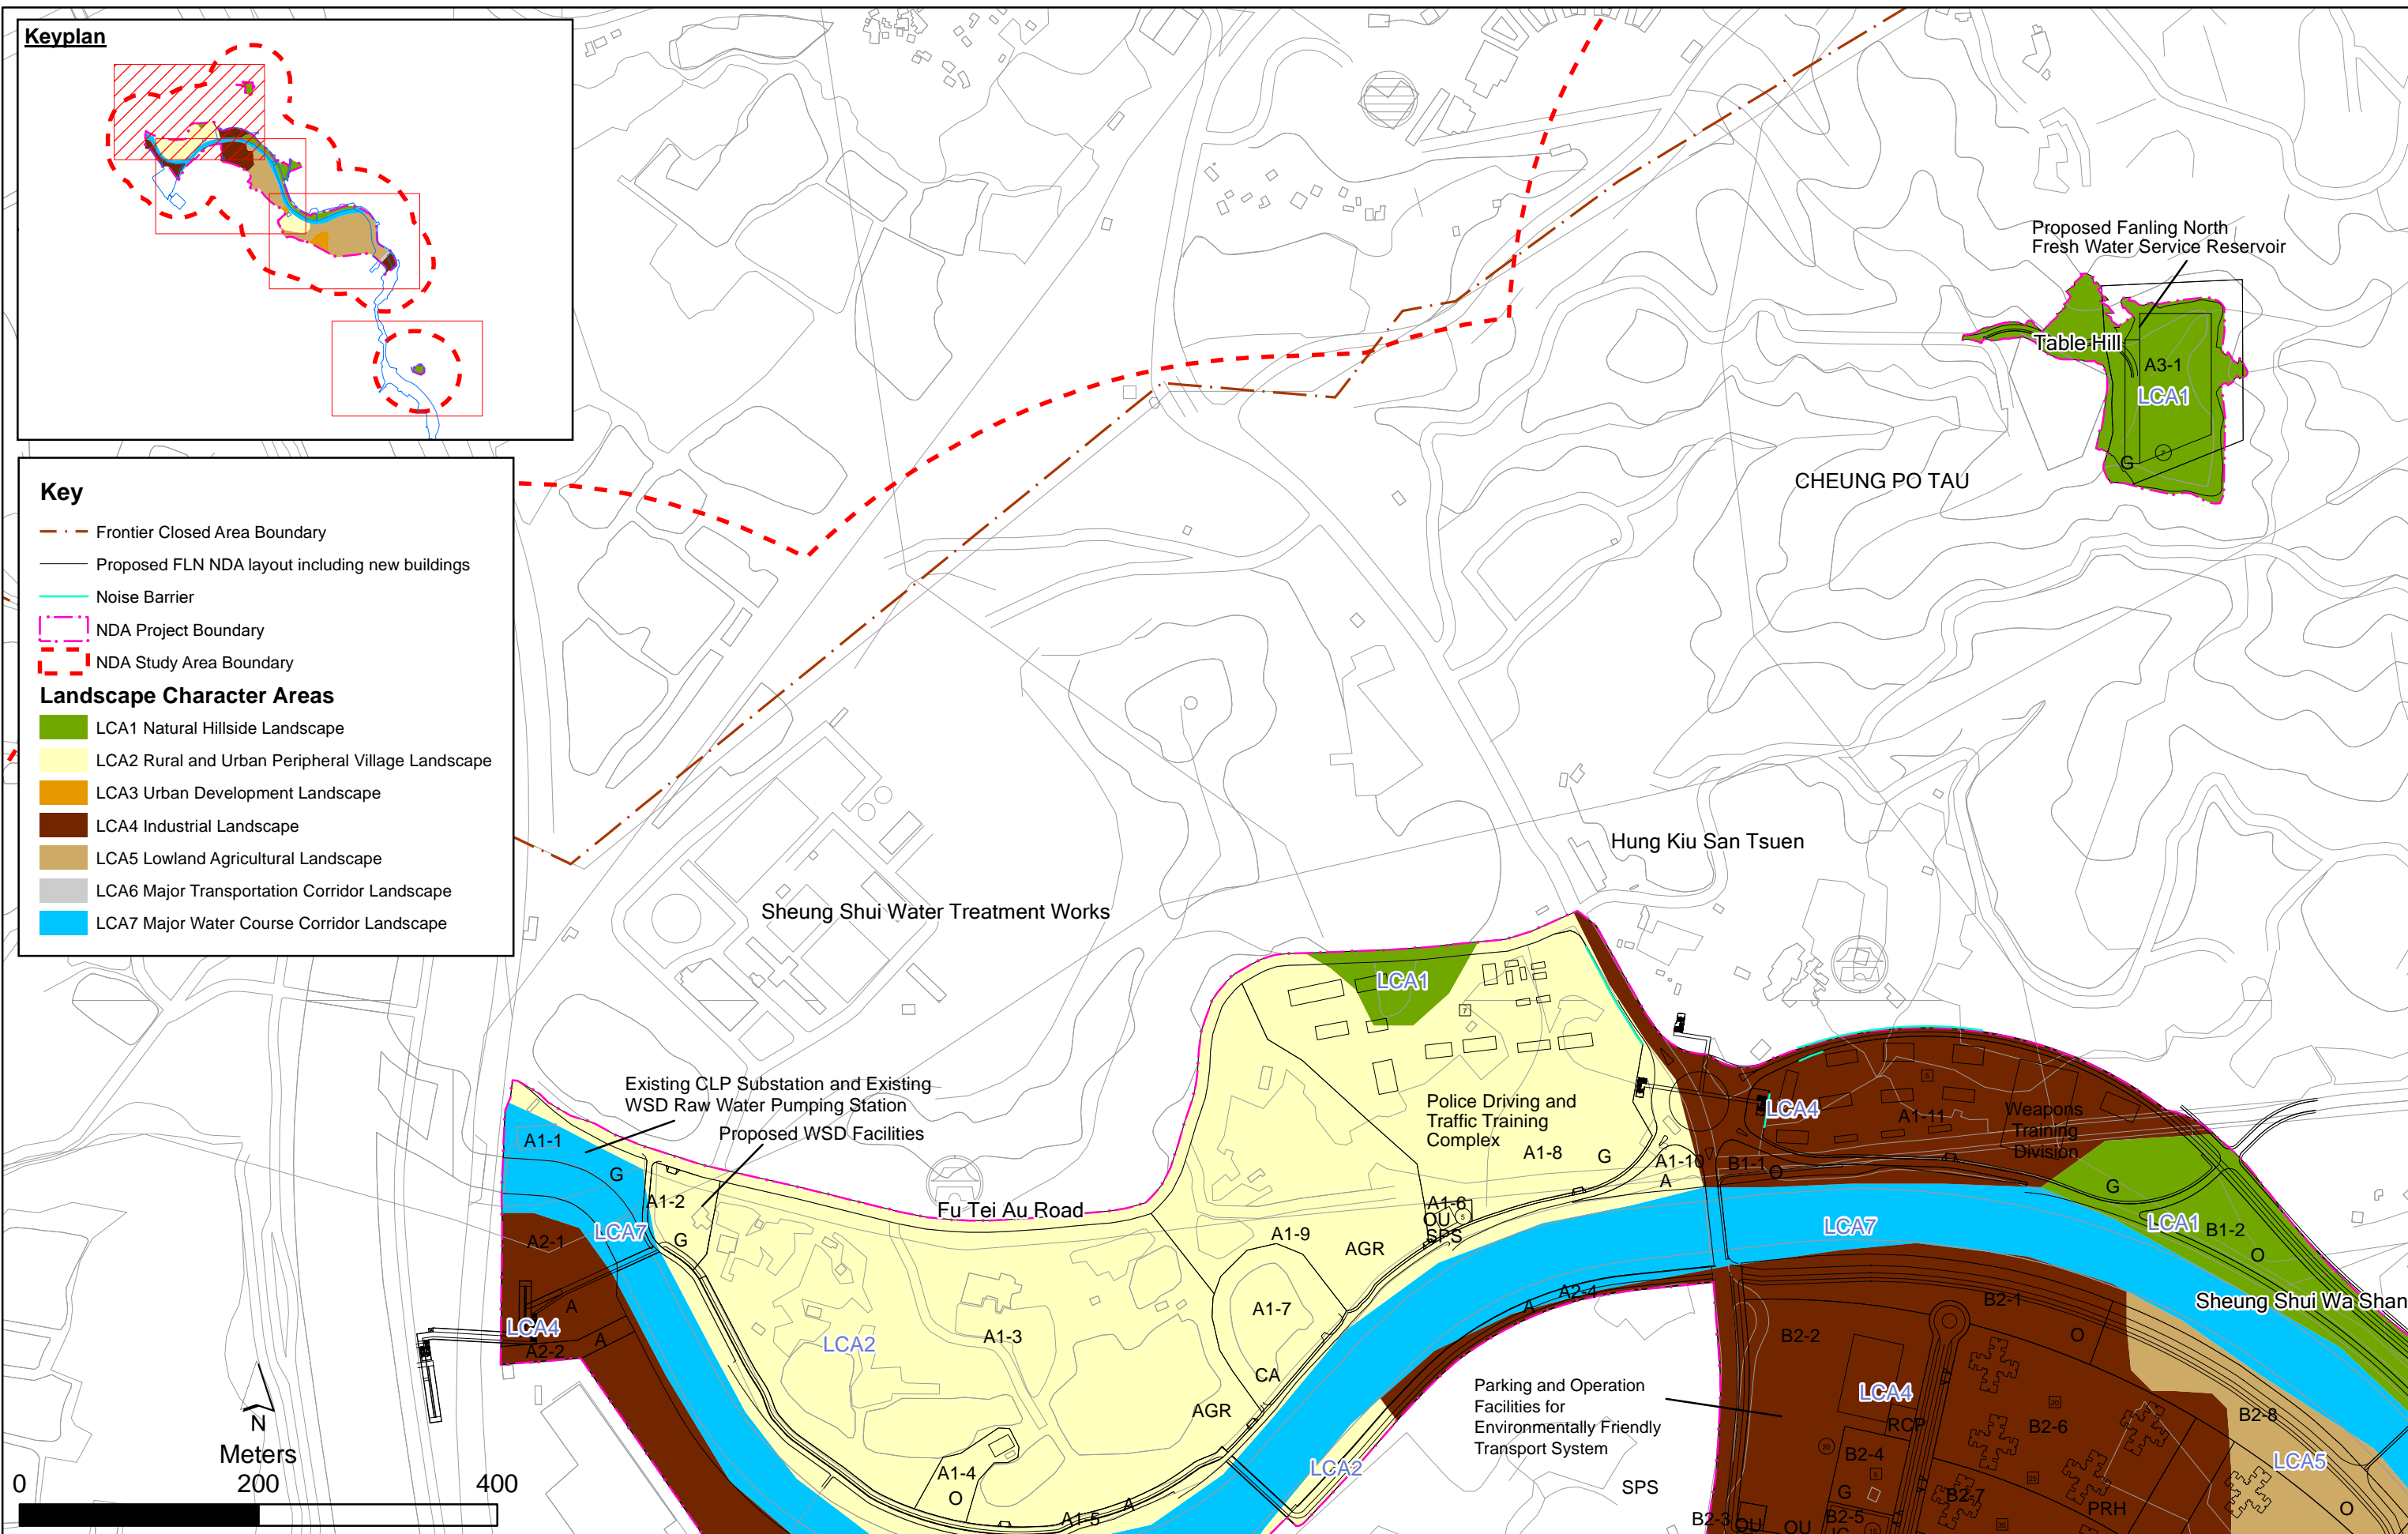 Keyplan
Key
Frontier Closed Area Boundary
Proposed FLN NDA layout including new buildings
Noise Barrier
NDA Project Boundary
NDA Study Area Boundary
Landscape Character Areas
LCA1 Natural Hillside Landscape
LCA2 Rural and Urban Peripheral Village Landscape
LCA3 Urban Development Landscape
LCA4 Industrial Landscape
LCA5 Lowland Agricultural Landscape
LCA6 Major Transportation Corridor Landscape
LCA7 Major Water Course Corridor Landscape
Proposed Fanling North
Fresh Water Service Reservoir
Table Hill
A3-1
LCA1
7
G
CHEUNG PO TAU
Hung Kiu San Tsuen
Sheung Shui Water Treatment Works
LCA1
7
Existing CLP Substation and Existing
WSD Raw Water Pumping Station
Proposed WSD Facilities
A1-1
G
A1-2
G
LCA7
A2-1
A
LCA4
A
A2-2
Fu Tei Au Road
Police Driving and
Traffic Training
Complex
A1-8
G
A1-10
A
A1-6
OU
SPS
5
A1-9
AGR
A1-7
CA
AGR
A1-3
LCA2
A1-4
O
A1-5
A
LCA4
5
A1-11
Weapons
Training
Division
B1-1
O
G
LCA1
B1-2
O
LCA7
Sheung Shui Wa Shan
A2-4
A
LCA2
Parking and Operation
Facilities for
Environmentally Friendly
Transport System
SPS
B2-1
O
B2-2
LCA4
RCP
20
B2-4
5
G
B2-5
B2-3
OU
OU
B2-6
20
25
B2-7
PRH
B2-8
LCA5
O
N
Meters
0 200 400